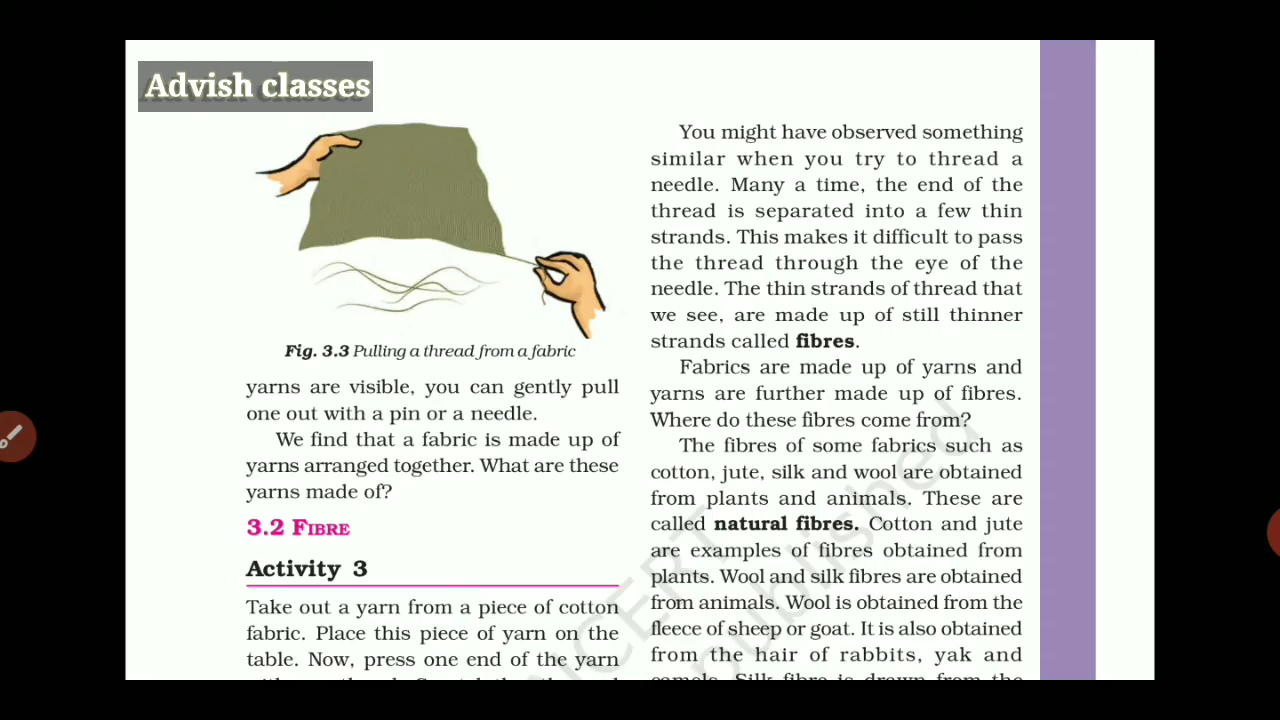 Advish classes
Fig. 3.3 Pulling a thread from a fabric
yarns are visible, you can gently pull
one out with a pin or a needle.
We find that a fabric is made up of
yarns arranged together. What are these
yarns made of?
3.2 FIBRE
Activity 3
Take out a yarn from a piece of cotton
fabric. Place this piece of yarn on the
table. Now, press one end of the yarn
You might have observed something
similar when you try to thread a
needle. Many a time, the end of the
thread is separated into a few thin
strands. This makes it difficult to pass
the thread through the eye of the
needle. The thin strands of thread that
we see, are made up of still thinner
strands called fibres.
Fabrics are made up of yarns and
yarns are further made up of fibres.
Where do these fibres come from?
The fibres of some fabrics such as
cotton, jute, silk and wool are obtained
from plants and animals. These are
called natural fibres. Cotton and jute
are examples of fibres obtained from
plants. Wool and silk fibres are obtained
from animals. Wool is obtained from the
fleece of sheep or goat. It is also obtained
from the hair of rabbits, yak and
camels. Silk fibre is drawn from the
NCERT
published